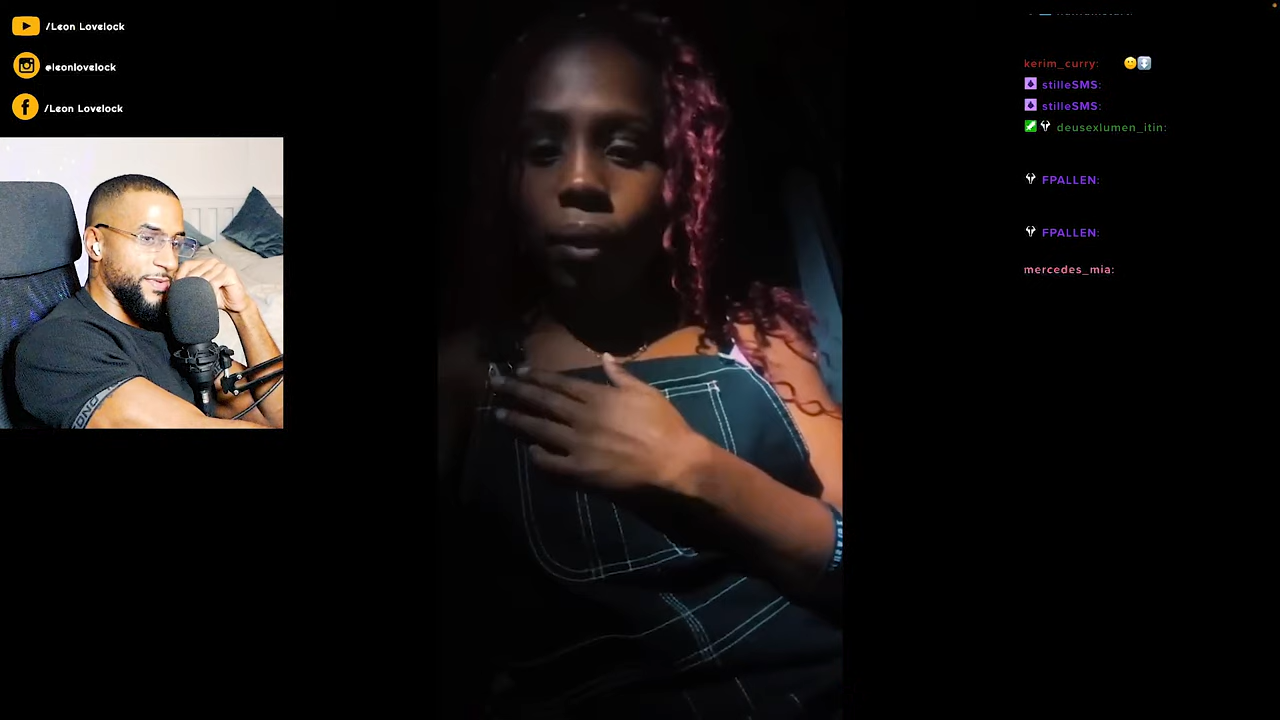 /Leon Lovelock
@leonlovelock
/Leon Lovelock
kerim_curry:
stilleSMS:
stilleSMS:
deusexlumen_itin:
FPALLEN:
FPALLEN:
mercedes_mia: